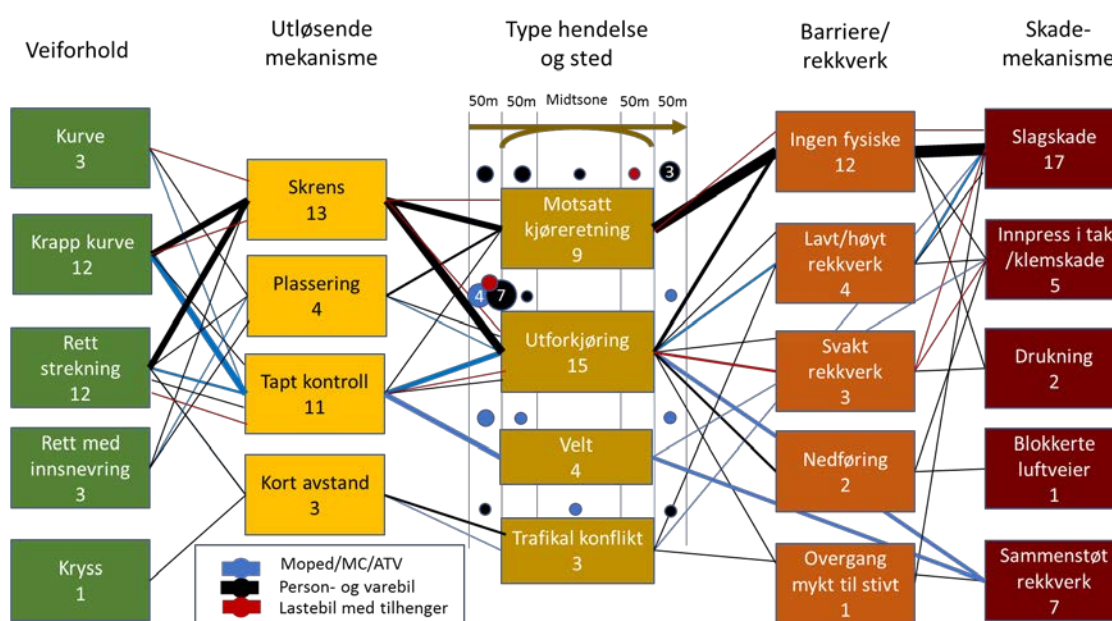 Veiforhold
Utløsende
mekanisme
Type hendelse
og sted
Barriere/
rekkverk
Skade-
mekanisme
50m
50m
Midtsone
50m
50m
Kurve
3
Krapp kurve
12
Rett
strekning
12
Rett med
innsnevring
3
Kryss
1
Skrens
13
Plassering
4
Tapt kontroll
11
Kort avstand
3
3
Motsatt
kjøreretning
9
4
7
Utforkjøring
15
Velt
4
Trafikal konflikt
3
Ingen fysiske
12
Lavt/høyt
rekkverk
4
Svakt
rekkverk
3
Nedføring
2
Overgang
mykt til stivt
1
Slagskade
17
Innpress i tak
/klemskade
5
Drukning
2
Blokkerte
luftveier
1
Sammenstøt
rekkverk
7
Moped/MC/ATV
Person- og varebil
Lastebil med tilhenger